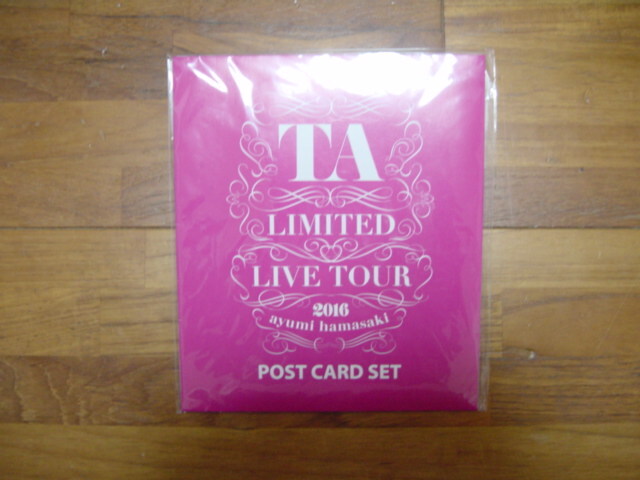 TA
LIMITED
LIVE TOUR
2016
ayumi hamasaki
POST CARD SET